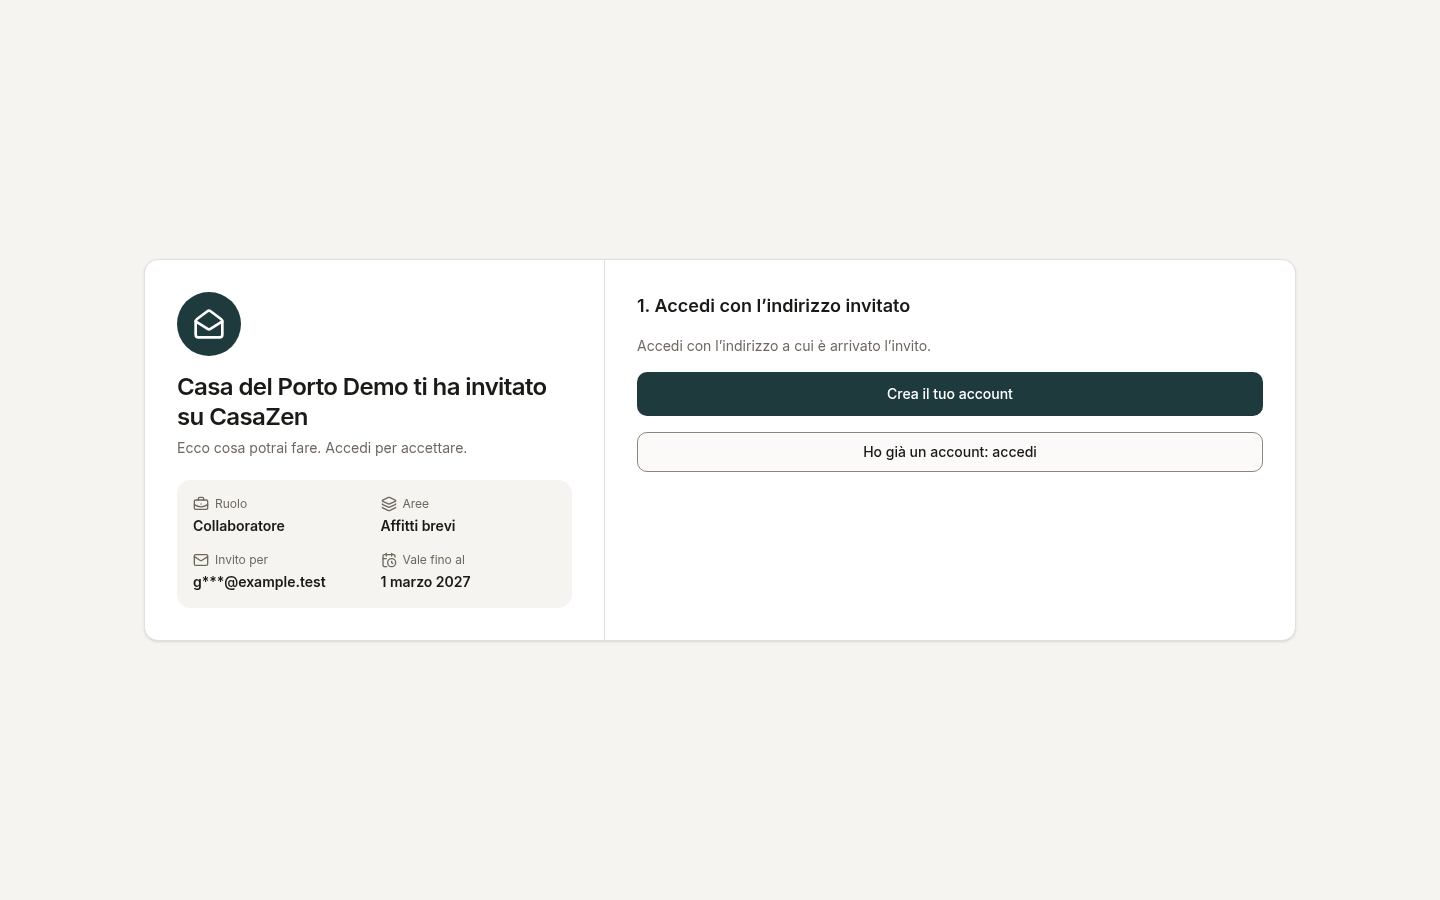 Casa del Porto Demo ti ha invitato
su CasaZen
Ecco cosa potrai fare. Accedi per accettare.
Ruolo
Collaboratore
Aree
Affitti brevi
Invito per
g***@example.test
Vale fino al
1 marzo 2027
1. Accedi con l’indirizzo invitato
Accedi con l’indirizzo a cui è arrivato l’invito.
Crea il tuo account
Ho già un account: accedi